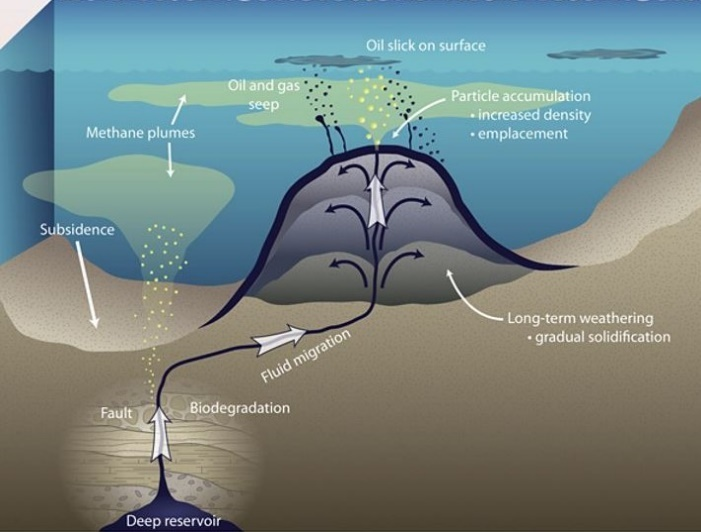 Oil slick on surface
Oil and gas
seep
Particle accumulation
• increased density
• emplacement
Methane plumes
Subsidence
Long-term weathering
• gradual solidification
Fluid migration
Fault
Biodegradation
Deep reservoir